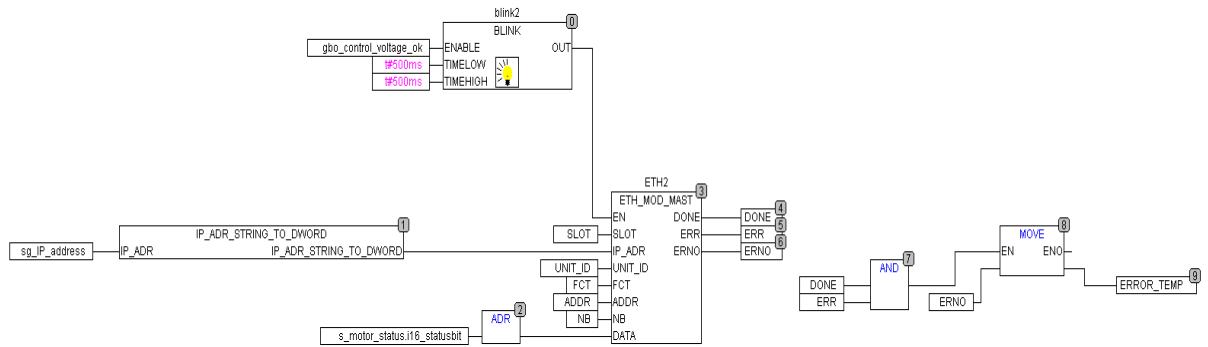 blink2
0
BLINK
gbo_control_voltage_ok ENABLE OUT
t#500ms TIMELOW
t#500ms TIMEHIGH
ETH2
3
ETH_MOD_MAST
EN DONE DONE 4
SLOT SLOT ERR ERR 5
1
IP_ADR_STRING_TO_DWORD
sg_IP_address IP_ADR IP_ADR_STRING_TO_DWORD IP_ADR ERNO ERNO 6
UNIT_ID UNIT_ID
FCT FCT
ADDR ADDR
NB NB
2
ADR
s_motor_status.i16_statusbit DATA
7
AND
DONE
ERR
8
MOVE
EN ENO
ERNO
9
ERROR_TEMP